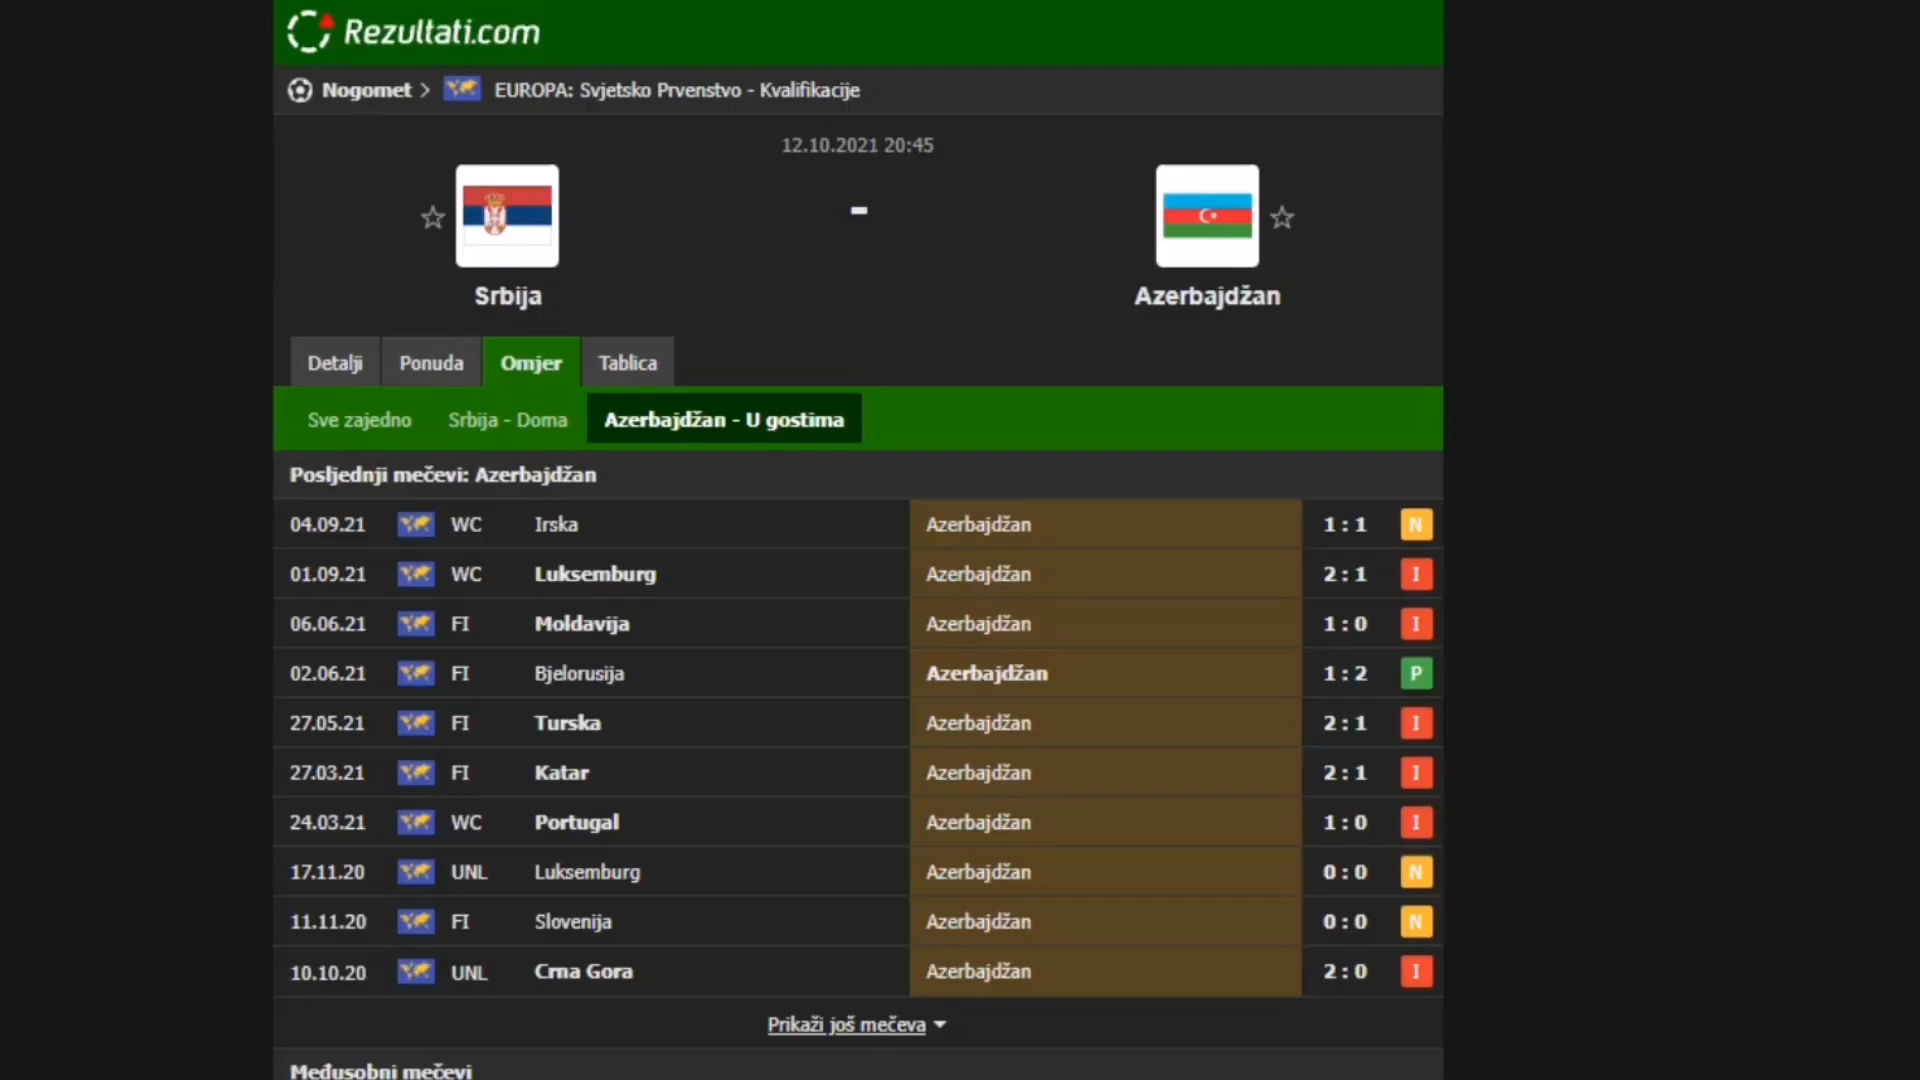 Rezultati.com
Nogomet > EUROPA: Svjetsko Prvenstvo - Kvalifikacije
12.10.2021 20:45
-
Srbija Azerbajdžan
Detalji Ponuda Omjer Tablica
Sve zajedno Srbija - Doma Azerbajdžan - U gostima
Posljednji mečevi: Azerbajdžan
04.09.21 WC Irska Azerbajdžan 1 : 1 N
01.09.21 WC Luksemburg Azerbajdžan 2 : 1 I
06.06.21 FI Moldavija Azerbajdžan 1 : 0 I
02.06.21 FI Bjelorusija Azerbajdžan 1 : 2 P
27.05.21 FI Turska Azerbajdžan 2 : 1 I
27.03.21 FI Katar Azerbajdžan 2 : 1 I
24.03.21 WC Portugal Azerbajdžan 1 : 0 I
17.11.20 UNL Luksemburg Azerbajdžan 0 : 0 N
11.11.20 FI Slovenija Azerbajdžan 0 : 0 N
10.10.20 UNL Crna Gora Azerbajdžan 2 : 0 I
Prikaži još mečeva
Međusobni mečevi